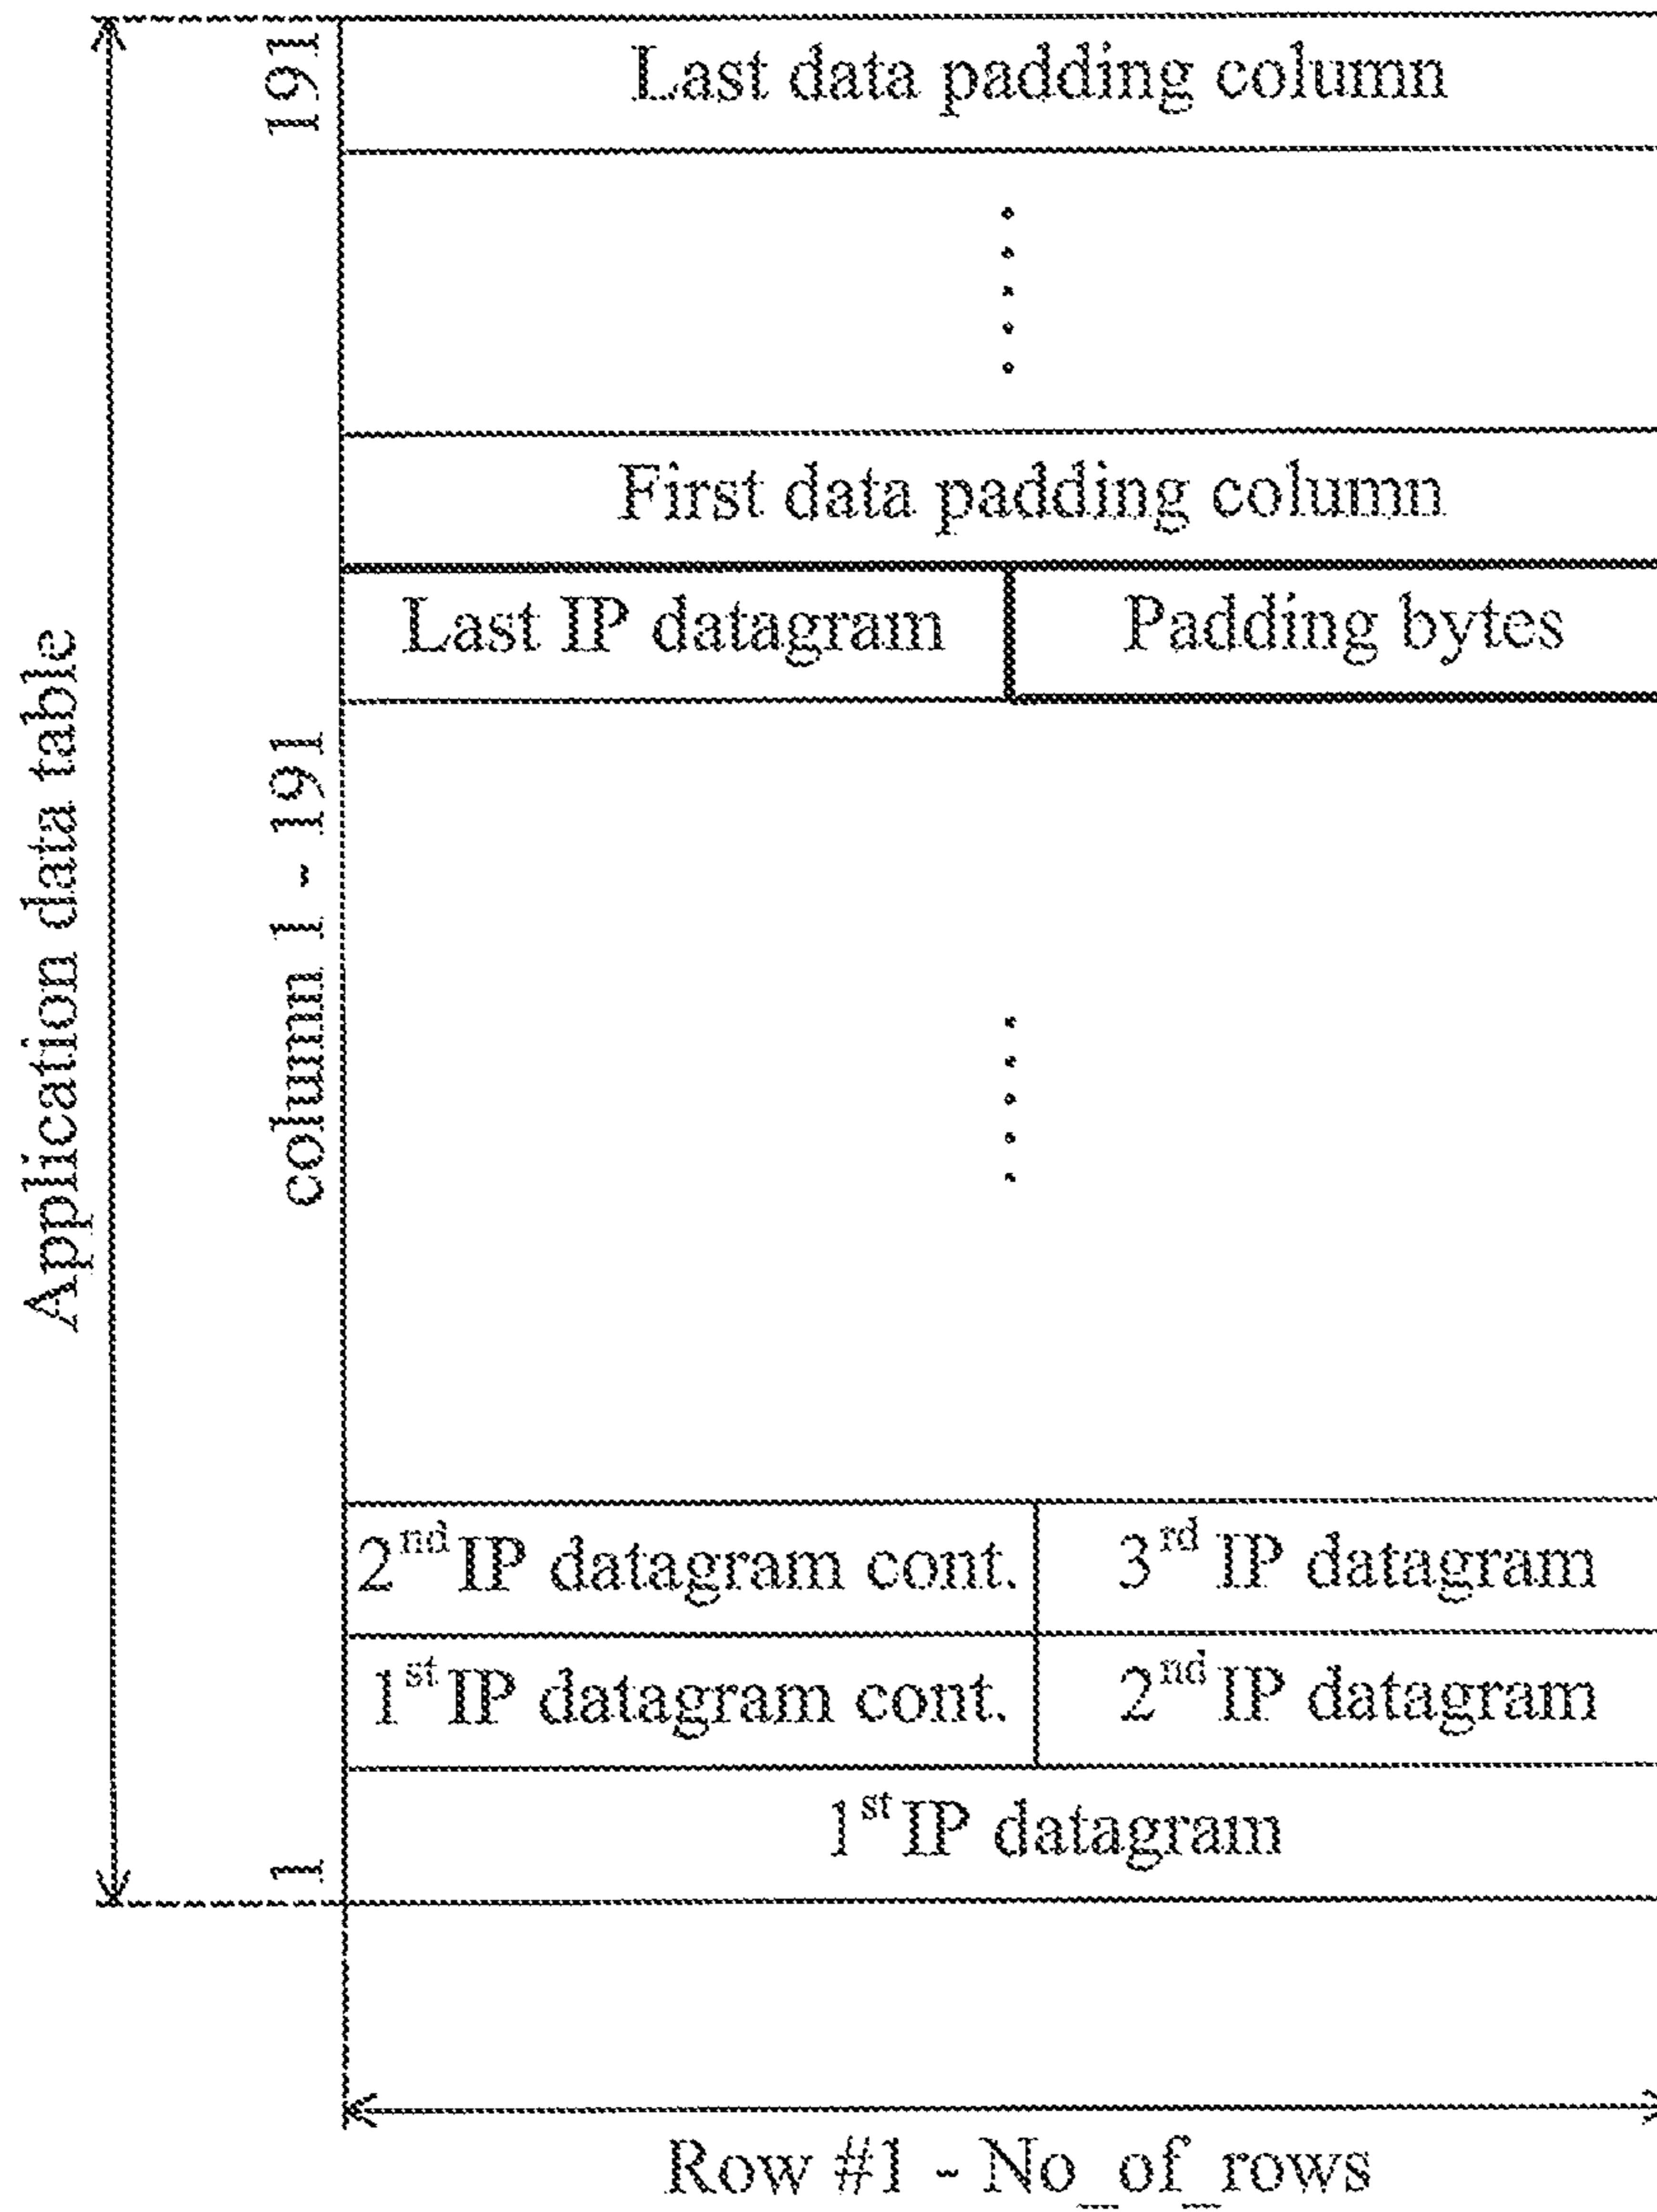 191
Last data padding column
First data padding column
Last IP datagram
Padding bytes
Application data table
column 1 - 191
2nd IP datagram cont.
3rd IP datagram
1st IP datagram cont.
2nd IP datagram
1st IP datagram
1
Row #1 - No_of_rows